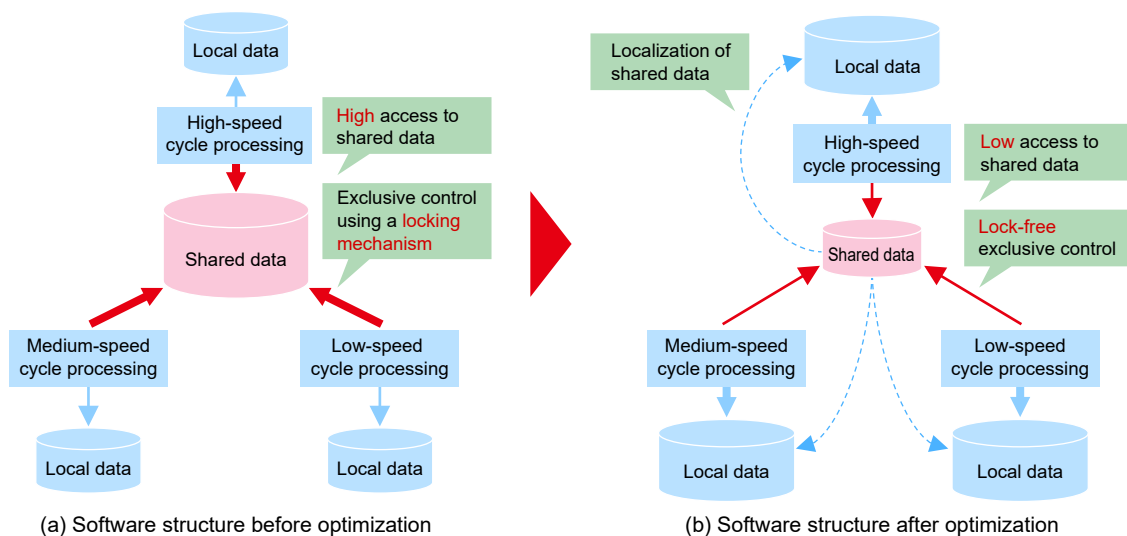 Local data
High-speed
cycle processing
High access to
shared data
Exclusive control
using a locking
mechanism
Shared data
Medium-speed
cycle processing
Low-speed
cycle processing
Local data
Local data
(a) Software structure before optimization
Localization of
shared data
Local data
High-speed
cycle processing
Low access to
shared data
Lock-free
exclusive control
Shared data
Medium-speed
cycle processing
Low-speed
cycle processing
Local data
Local data
(b) Software structure after optimization